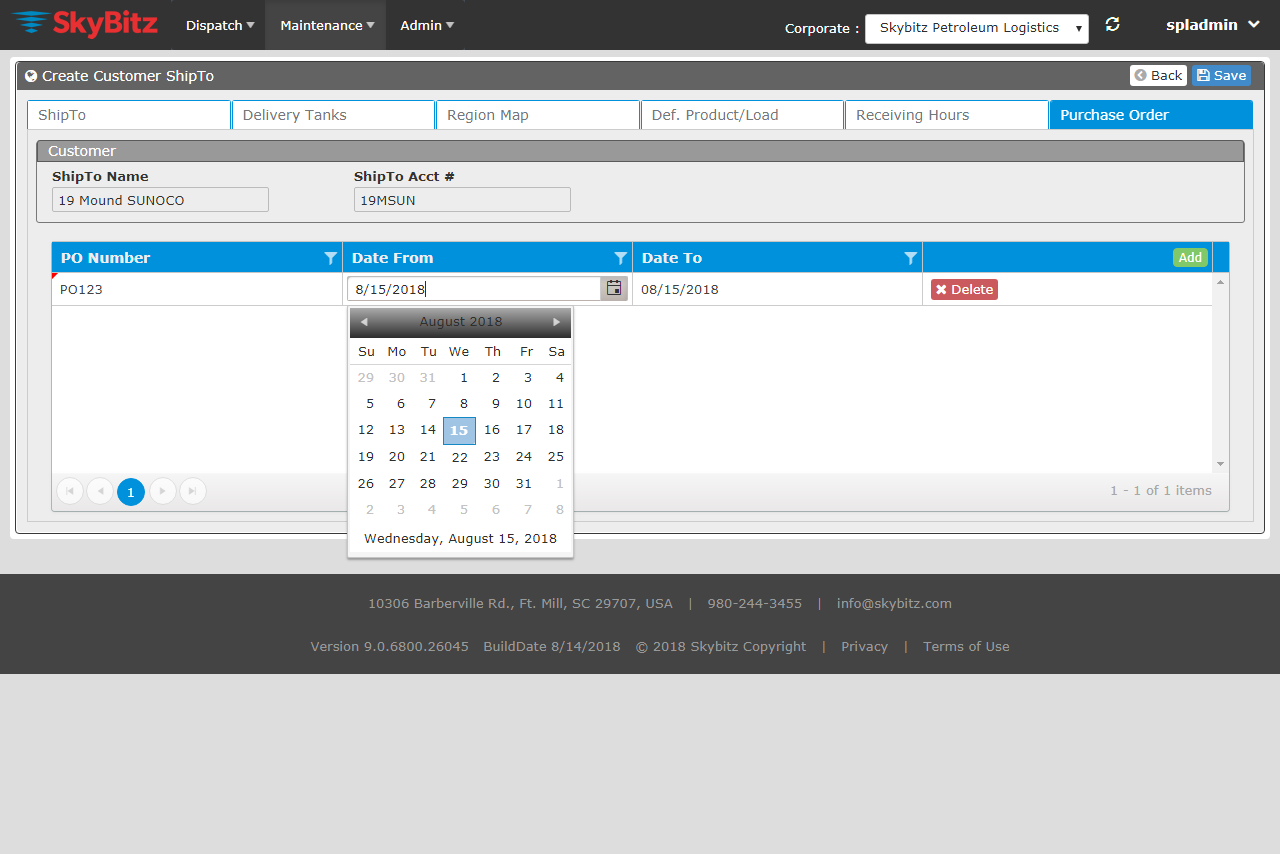 SkyBitz Dispatch Maintenance Admin Corporate : Skybitz Petroleum Logistics spladmin
Create Customer ShipTo Back Save
ShipTo Delivery Tanks Region Map Def. Product/Load Receiving Hours Purchase Order
Customer
ShipTo Name ShipTo Acct #
19 Mound SUNOCO 19MSUN
PO Number Date From Date To Add
PO123 8/15/2018 08/15/2018 Delete
August 2018
Su Mo Tu We Th Fr Sa
29 30 31 1 2 3 4
5 6 7 8 9 10 11
12 13 14 15 16 17 18
19 20 21 22 23 24 25
26 27 28 29 30 31 1
2 3 4 5 6 7 8
Wednesday, August 15, 2018
1 1 - 1 of 1 items
10306 Barberville Rd., Ft. Mill, SC 29707, USA | 980-244-3455 | info@skybitz.com
Version 9.0.6800.26045 BuildDate 8/14/2018 © 2018 Skybitz Copyright | Privacy | Terms of Use